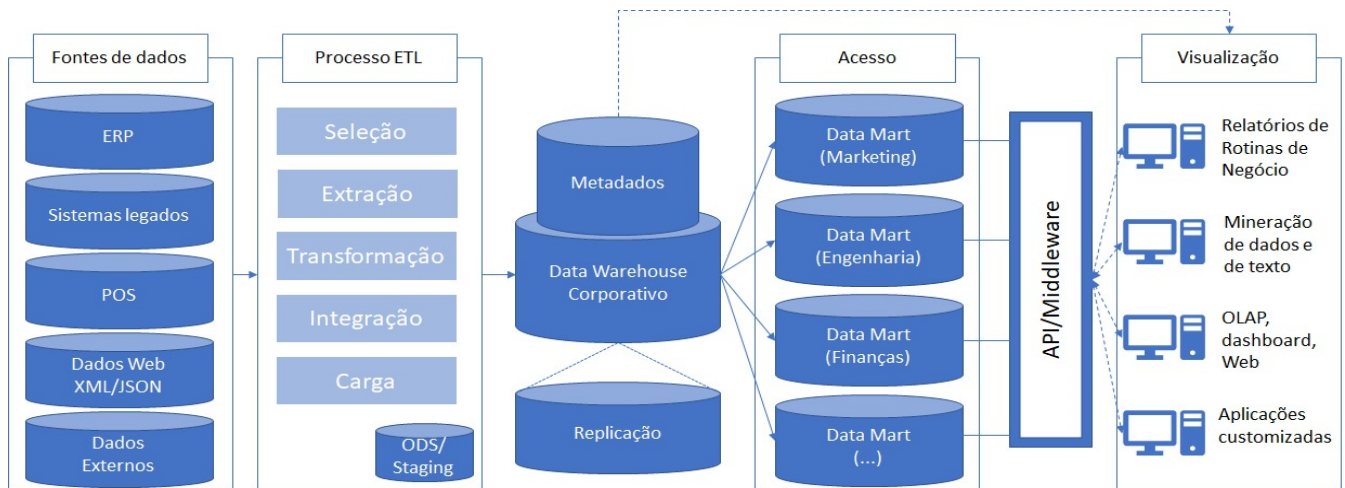 Fontes de dados
ERP
Sistemas legados
POS
Dados Web
XML/JSON
Dados
Externos
Processo ETL
Seleção
Extração
Transformação
Integração
Carga
ODS/
Staging
Metadados
Data Warehouse
Corporativo
Replicação
Acesso
Data Mart
(Marketing)
Data Mart
(Engenharia)
Data Mart
(Finanças)
Data Mart
(...)
API/Middleware
Visualização
Relatórios de
Rotinas de
Negócio
Mineração
de dados e
de texto
OLAP,
dashboard,
Web
Aplicações
customizadas